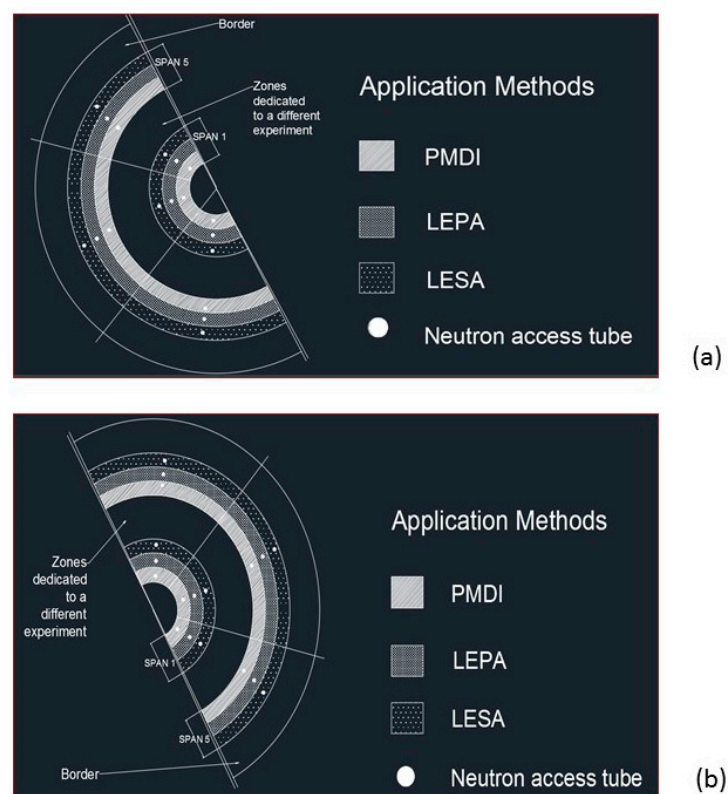 Border
SPAN 5
Zones
dedicated
to a different
experiment
SPAN 1
Application Methods
PMDI
LEPA
LESA
Neutron access tube
(a)
Zones
dedicated
to a
different
experiment
SPAN 1
SPAN 5
Border
Application Methods
PMDI
LEPA
LESA
Neutron access tube
(b)